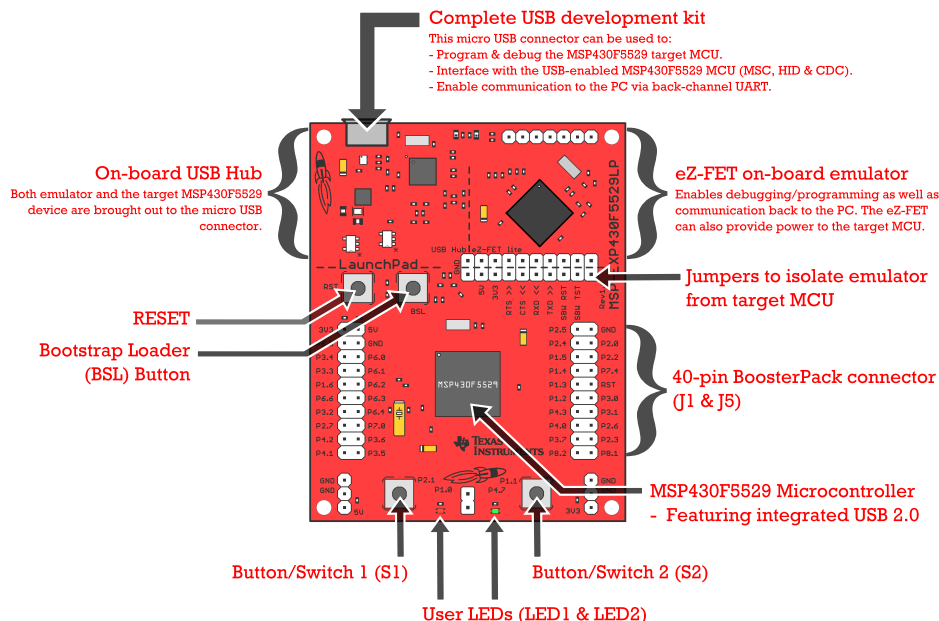 Complete USB development kit
This micro USB connector can be used to:
- Program & debug the MSP430F5529 target MCU.
- Interface with the USB-enabled MSP430F5529 MCU (MSC, HID & CDC).
- Enable communication to the PC via back-channel UART.
On-board USB Hub
Both emulator and the target MSP430F5529
device are brought out to the micro USB
connector.
eZ-FET on-board emulator
Enables debugging/programming as well as
communication back to the PC. The eZ-FET
can also provide power to the target MCU.
USB Hub
eZ-FET lite
LaunchPad
Jumpers to isolate emulator
from target MCU
GND
5V
3V3
RTS >>
CTS <<
RXD <<
TXD >>
SBW RST
SBW TST
BSL
RESET
Bootstrap Loader
(BSL) Button
3V3
5V
GND
P3.4
P6.0
P3.3
P6.1
P1.6
P6.2
P6.6
P6.3
P3.2
P6.4
P2.7
P7.0
P4.2
P3.6
P4.1
P3.5
P2.5
GND
P2.4
P2.0
P1.5
P2.2
P1.4
P7.4
P1.3
RST
P1.2
P3.0
P4.3
P3.1
P4.0
P2.6
P3.7
P2.3
P8.2
P8.1
40-pin BoosterPack connector
(J1 & J5)
MSP430F5529
TEXAS
INSTRUMENTS
GND
GND
5V
P2.1
P1.0
P4.7
P1.1
GND
3V3
MSP430F5529 Microcontroller
- Featuring integrated USB 2.0
Button/Switch 1 (S1)
Button/Switch 2 (S2)
User LEDs (LED1 & LED2)